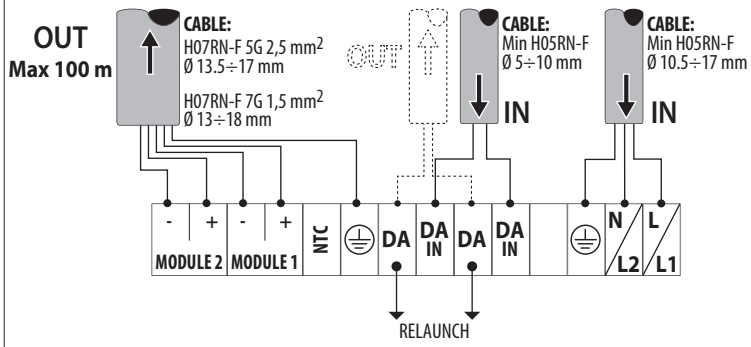 OUT
Max 100 m
CABLE:
H07RN-F 5G 2,5 mm²
Ø 13.5÷17 mm
H07RN-F 7G 1,5 mm²
Ø 13÷18 mm
OUT
CABLE:
Min H05RN-F
Ø 5÷10 mm
IN
CABLE:
Min H05RN-F
Ø 10.5÷17 mm
IN
- + - + NTC DA DA IN DA DA IN N L
MODULE 2 MODULE 1 L2 L1
RELAUNCH